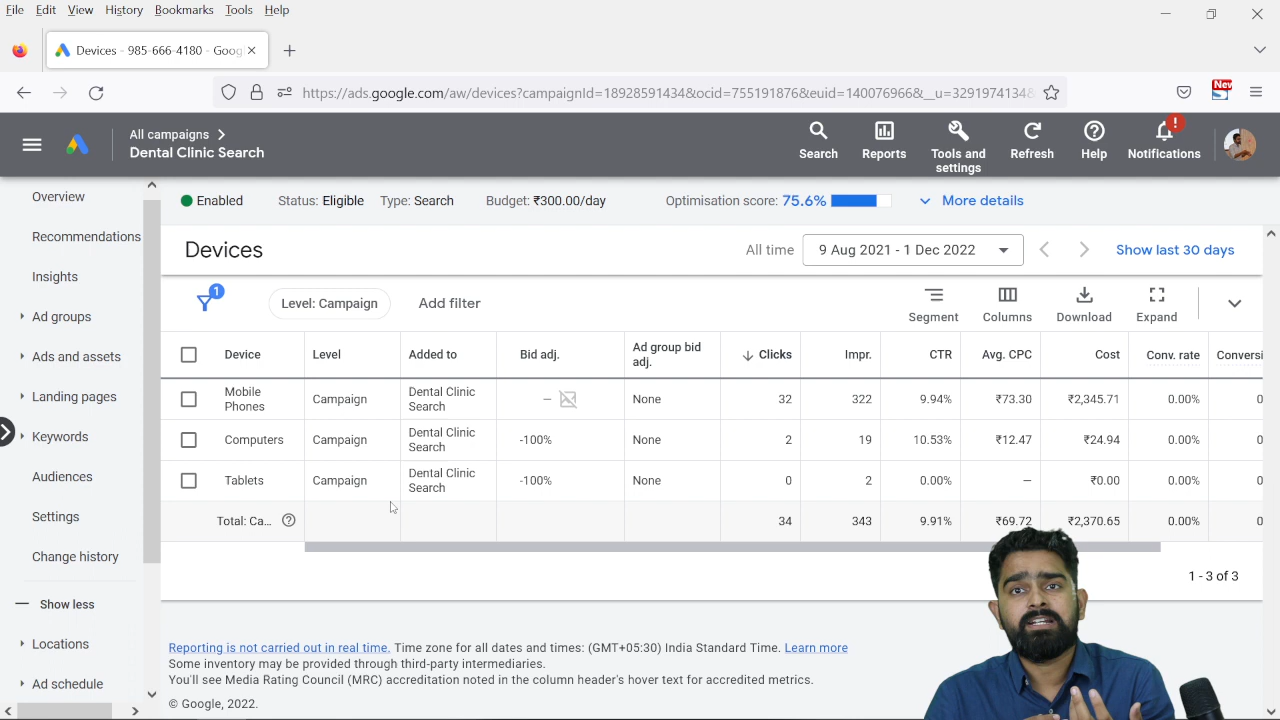 File Edit View History Bookmarks Tools Help
Devices - 985-666-4180 - Goog
https://ads.google.com/aw/devices?campaignId=18928591434&ocid=755191876&euid=140076966&__u=3291974134&
New
All campaigns
Dental Clinic Search
Search
Reports
Tools and settings
Refresh
Help
!
Notifications
Overview
Recommendations
Insights
Ad groups
Ads and assets
Landing pages
Keywords
Audiences
Settings
Change history
Show less
Locations
Ad schedule
Enabled Status: Eligible Type: Search Budget: ₹300.00/day Optimisation score: 75.6% More details
Devices All time 9 Aug 2021 - 1 Dec 2022 Show last 30 days
1 Level: Campaign Add filter Segment Columns Download Expand
Device Level Added to Bid adj. Ad group bid adj. Clicks Impr. CTR Avg. CPC Cost Conv. rate Conversi
Mobile Phones Campaign Dental Clinic Search – None 32 322 9.94% ₹73.30 ₹2,345.71 0.00% 0
Computers Campaign Dental Clinic Search -100% None 2 19 10.53% ₹12.47 ₹24.94 0.00% 0
Tablets Campaign Dental Clinic Search -100% None 0 2 0.00% – ₹0.00 0.00% 0
Total: Ca... ? 34 343 9.91% ₹69.72 ₹2,370.65 0.00% 0
1 - 3 of 3
Reporting is not carried out in real time. Time zone for all dates and times: (GMT+05:30) India Standard Time. Learn more
Some inventory may be provided through third-party intermediaries.
You'll see Media Rating Council (MRC) accreditation noted in the column header's hover text for accredited metrics.
© Google, 2022.